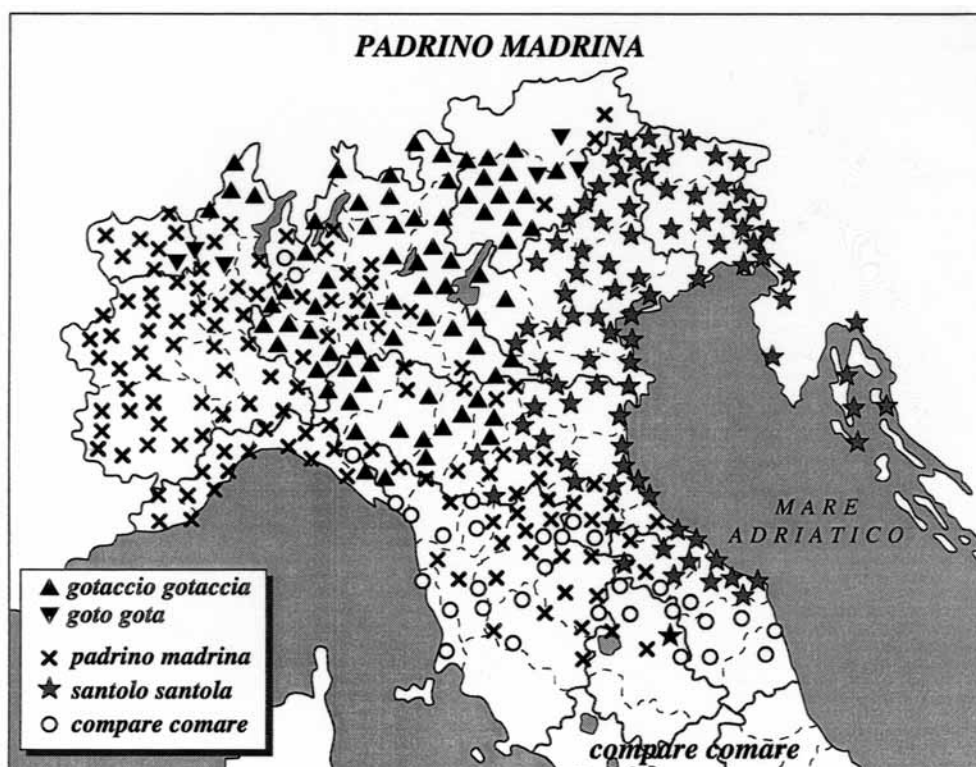 PADRINO MADRINA
MARE
ADRIATICO
gotaccio gotaccia
goto gota
padrino madrina
santolo santola
compare comare
compare comare